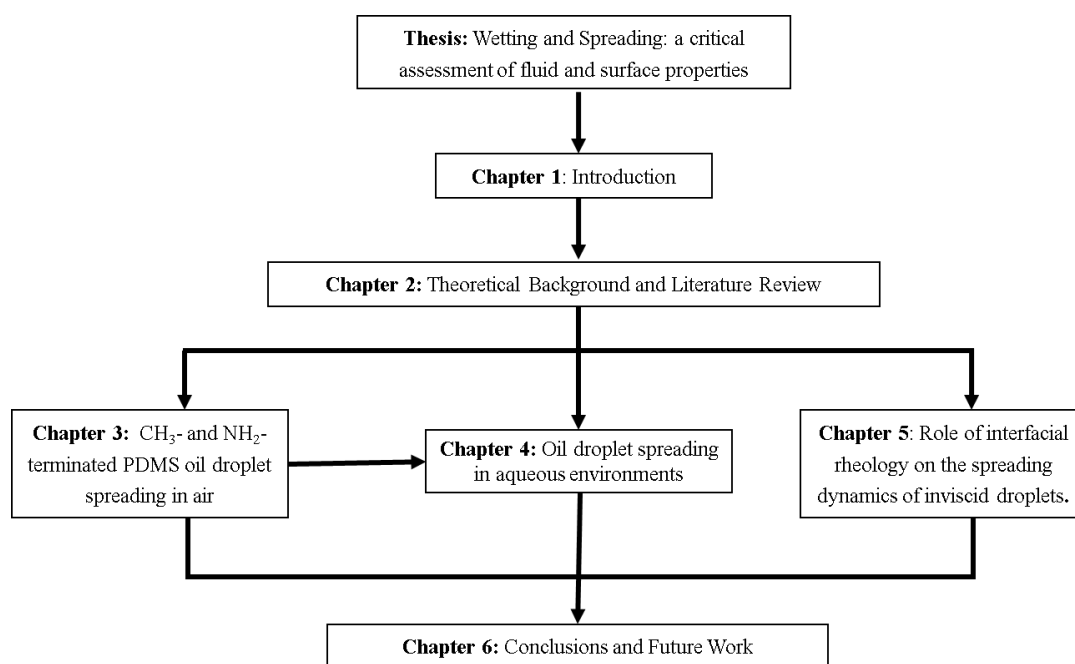 Thesis: Wetting and Spreading: a critical
assessment of fluid and surface properties
Chapter 1: Introduction
Chapter 2: Theoretical Background and Literature Review
Chapter 3: CH₃- and NH₂-
terminated PDMS oil droplet
spreading in air
Chapter 4: Oil droplet spreading
in aqueous environments
Chapter 5: Role of interfacial
rheology on the spreading
dynamics of inviscid droplets.
Chapter 6: Conclusions and Future Work